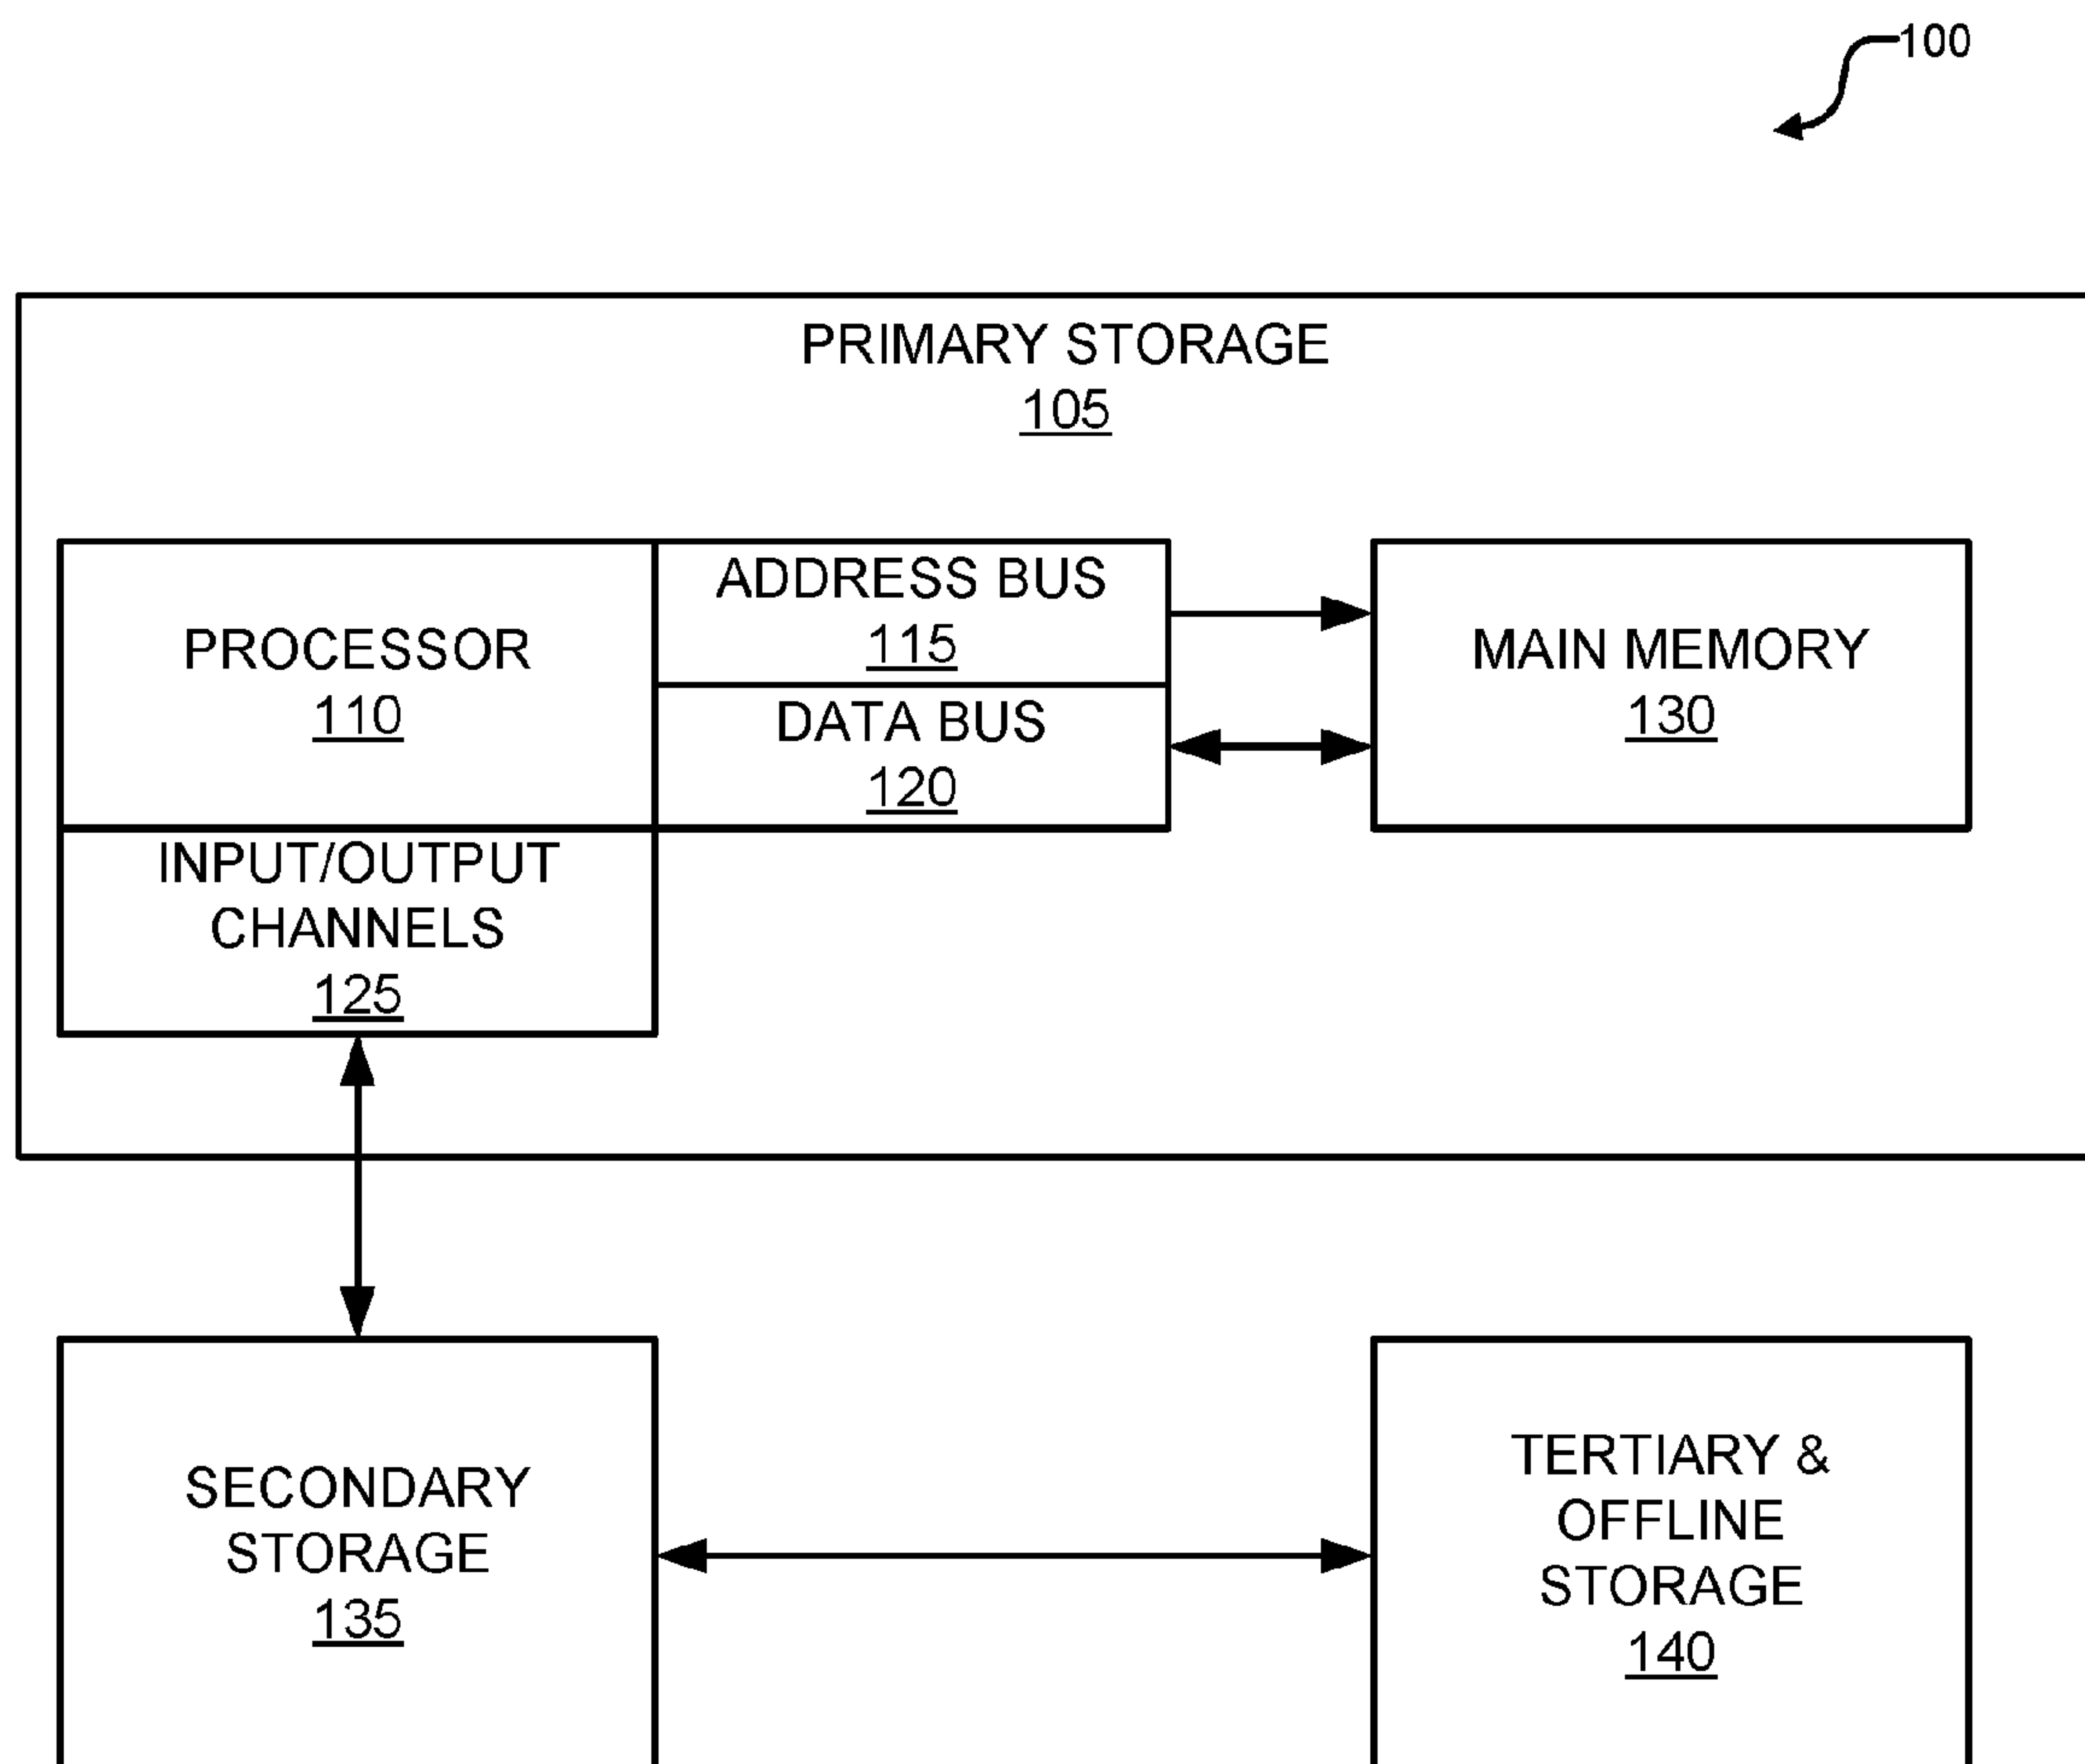 100
PRIMARY STORAGE
105
PROCESSOR
110
ADDRESS BUS
115
DATA BUS
120
MAIN MEMORY
130
INPUT/OUTPUT
CHANNELS
125
SECONDARY
STORAGE
135
TERTIARY &
OFFLINE
STORAGE
140